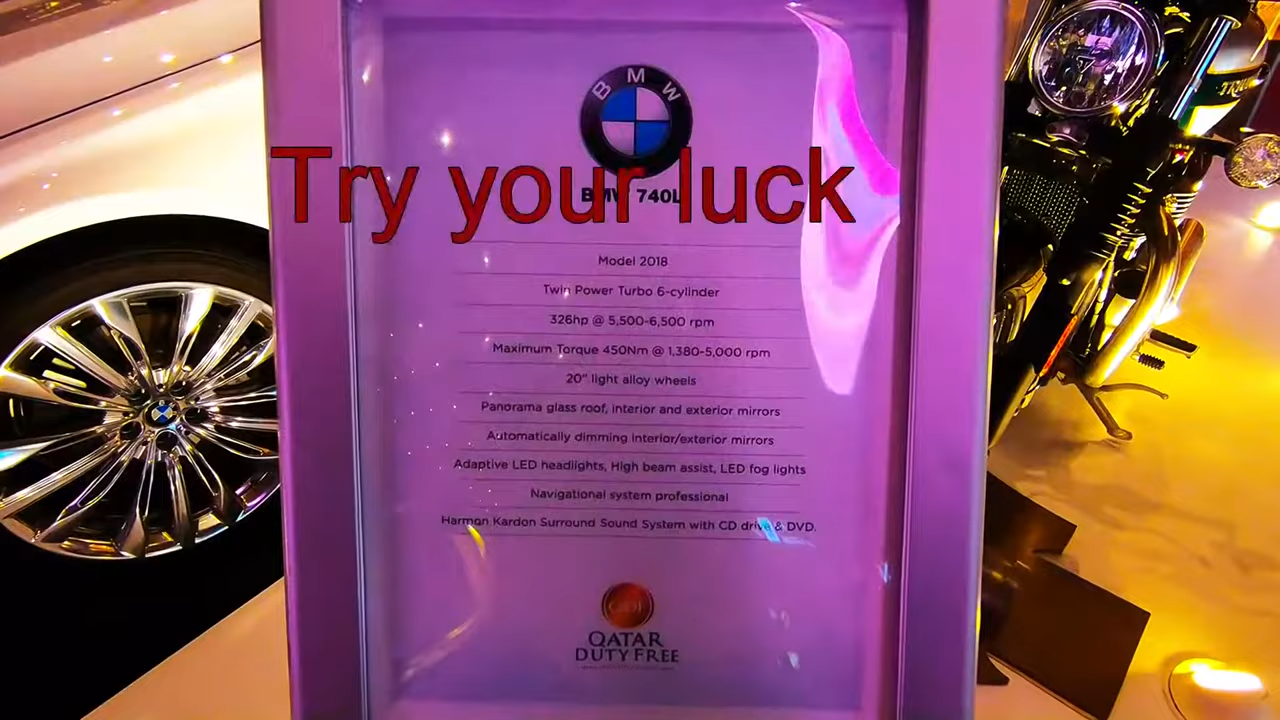 BMW
Try your luck
BMW 740L
Model 2018
Twin Power Turbo 6-cylinder
326hp @ 5,500-6,500 rpm
Maximum Torque 450Nm @ 1,380-5,000 rpm
20" light alloy wheels
Panorama glass roof, interior and exterior mirrors
Automatically dimming interior/exterior mirrors
Adaptive LED headlights, High beam assist, LED fog lights
Navigational system professional
Harman Kardon Surround Sound System with CD drive & DVD.
QATAR
DUTY FREE